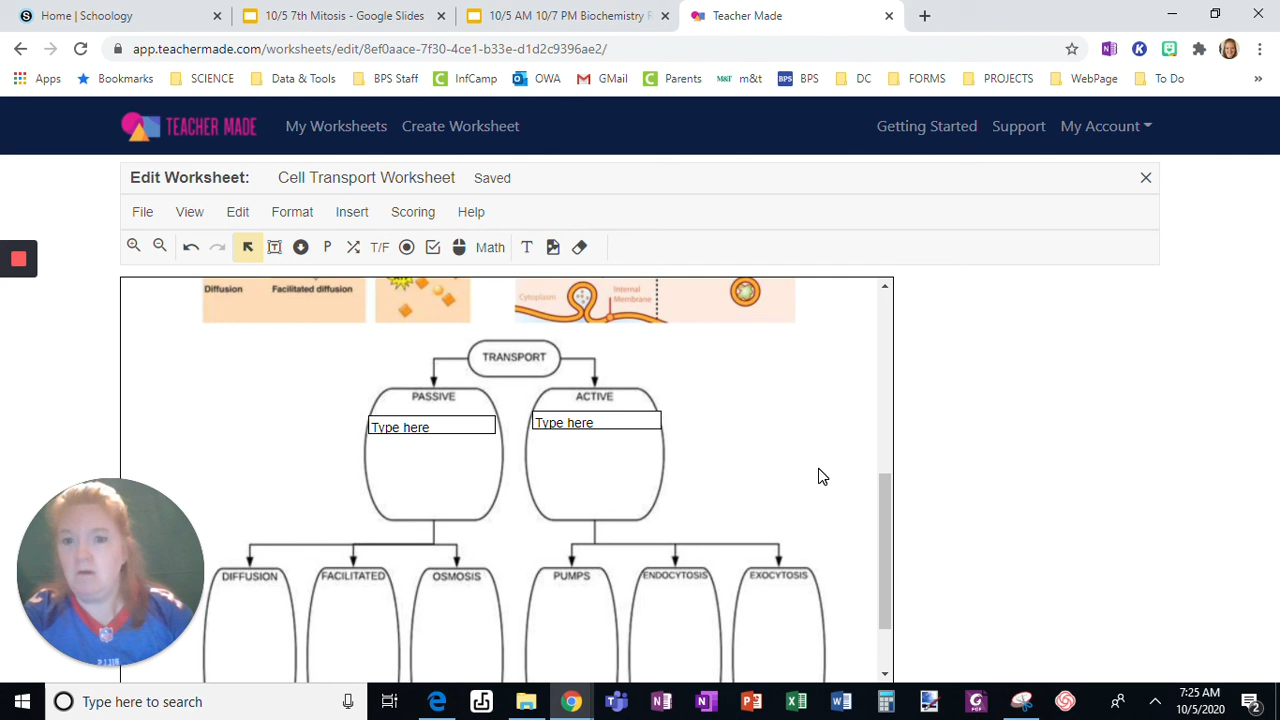 Home | Schoology
10/5 7th Mitosis - Google Slides
10/5 AM 10/7 PM Biochemistry
Teacher Made
app.teachermade.com/worksheets/edit/8ef0aace-7f30-4ce1-b33e-d1d2c9396ae2/
Apps Bookmarks SCIENCE Data & Tools BPS Staff InfCamp OWA GMail Parents m&t BPS DC FORMS PROJECTS WebPage To Do
TEACHER MADE My Worksheets Create Worksheet Getting Started Support My Account
Edit Worksheet: Cell Transport Worksheet Saved
File View Edit Format Insert Scoring Help
T P T/F Math T
Diffusion Facilitated diffusion
Cytoplasm
Internal
Membrane
TRANSPORT
PASSIVE ACTIVE
Type here Type here
DIFFUSION FACILITATED OSMOSIS PUMPS ENDOCYTOSIS EXOCYTOSIS
Type here to search
7:25 AM
10/5/2020
2